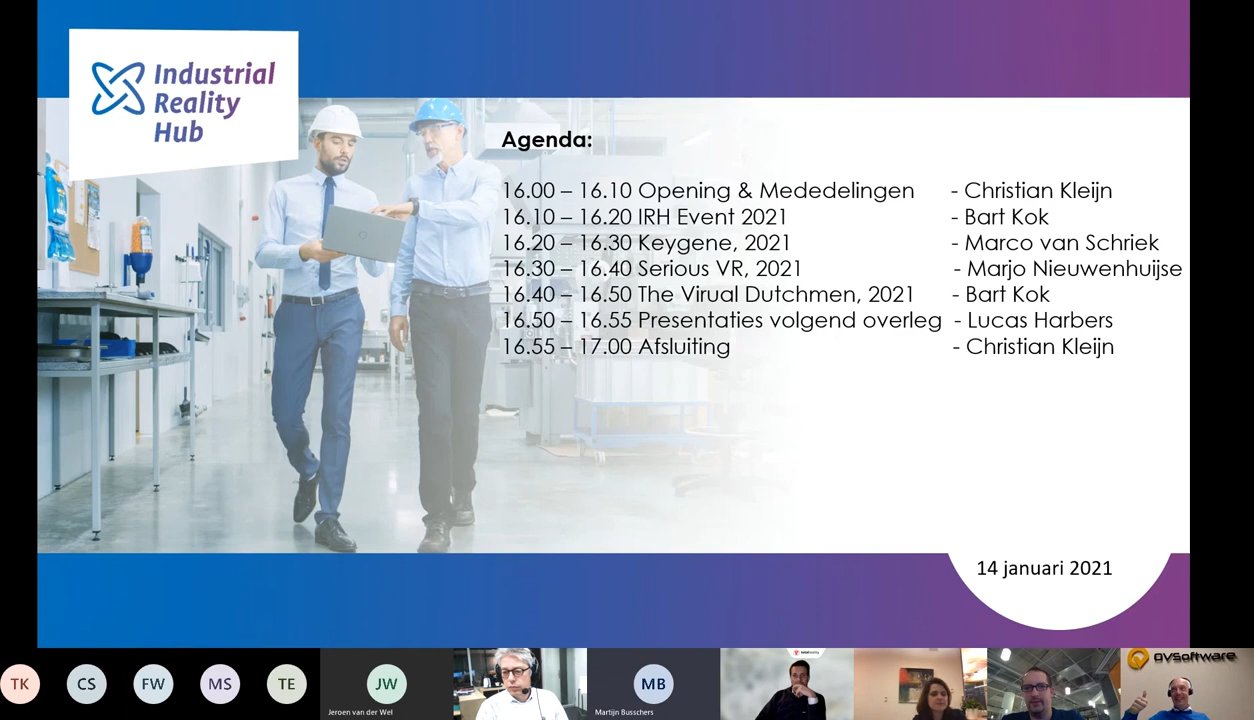 Industrial
Reality
Hub
Agenda:
16.00 – 16.10 Opening & Mededelingen - Christian Kleijn
16.10 – 16.20 IRH Event 2021 - Bart Kok
16.20 – 16.30 Keygene, 2021 - Marco van Schriek
16.30 – 16.40 Serious VR, 2021 - Marjo Nieuwenhuijse
16.40 – 16.50 The Virual Dutchmen, 2021 - Bart Kok
16.50 – 16.55 Presentaties volgend overleg - Lucas Harbers
16.55 – 17.00 Afsluiting - Christian Kleijn
14 januari 2021
TK CS FW MS TE JW MB
Jeroen van der Wel
Martijn Busschers